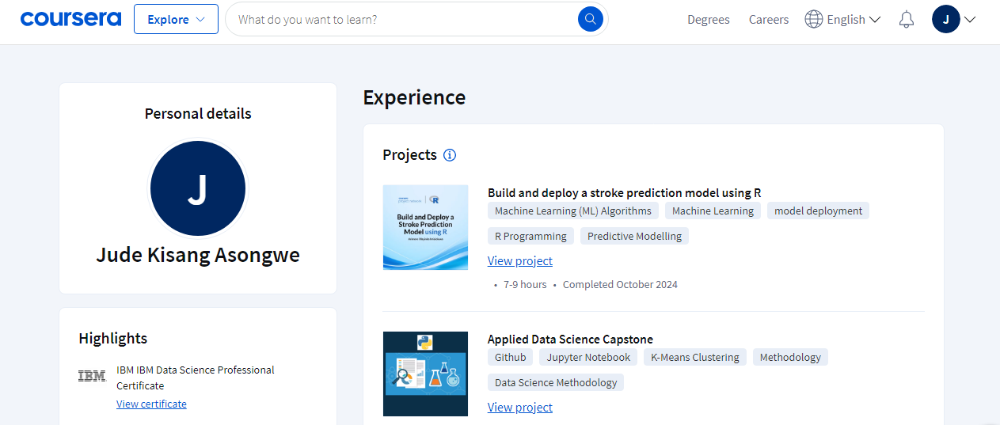 coursera
Explore
What do you want to learn?
Degrees
Careers
English
J
Personal details
J
Jude Kisang Asongwe
Highlights
IBM
IBM IBM Data Science Professional
Certificate
View certificate
Experience
Projects
R
Build and Deploy a
Stroke Prediction
Model using R
Build and deploy a stroke prediction model using R
Machine Learning (ML) Algorithms
Machine Learning
model deployment
R Programming
Predictive Modelling
View project
• 7-9 hours • Completed October 2024
Applied Data Science Capstone
Github
Jupyter Notebook
K-Means Clustering
Methodology
Data Science Methodology
View project